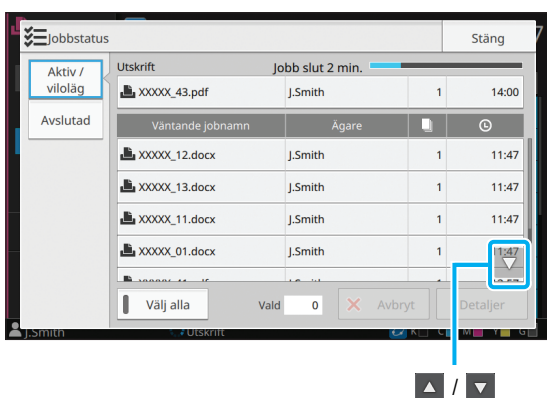 Jobbstatus
Stäng
Aktiv /
viloläg
Avslutad
Utskrift Jobb slut 2 min.
XXXXX_43.pdf J.Smith 1 14:00
Väntande jobnamn Ägare
XXXXX_12.docx J.Smith 1 11:47
XXXXX_13.docx J.Smith 1 11:47
XXXXX_11.docx J.Smith 1 11:47
XXXXX_01.docx J.Smith 1 11:47
Välj alla Vald 0 Avbryt Detaljer
J.Smith Utskrift K C M Y G
/